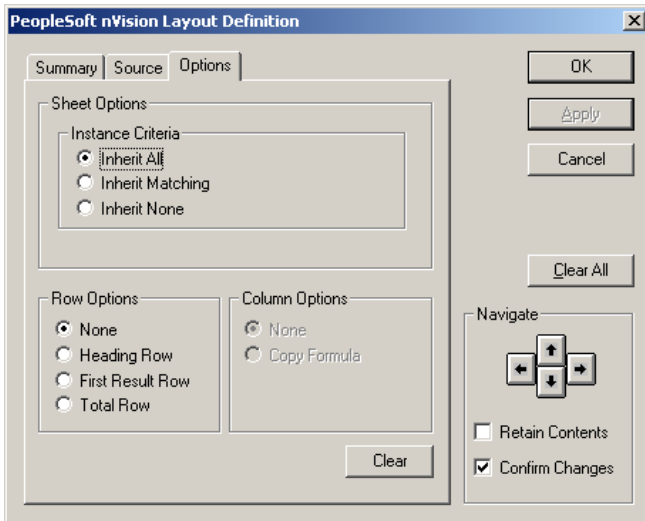 PeopleSoft nVision Layout Definition
Summary
Source
Options
Sheet Options
Instance Criteria
Inherit All
Inherit Matching
Inherit None
Row Options
None
Heading Row
First Result Row
Total Row
Column Options
None
Copy Formula
Clear
OK
Apply
Cancel
Clear All
Navigate
Retain Contents
Confirm Changes